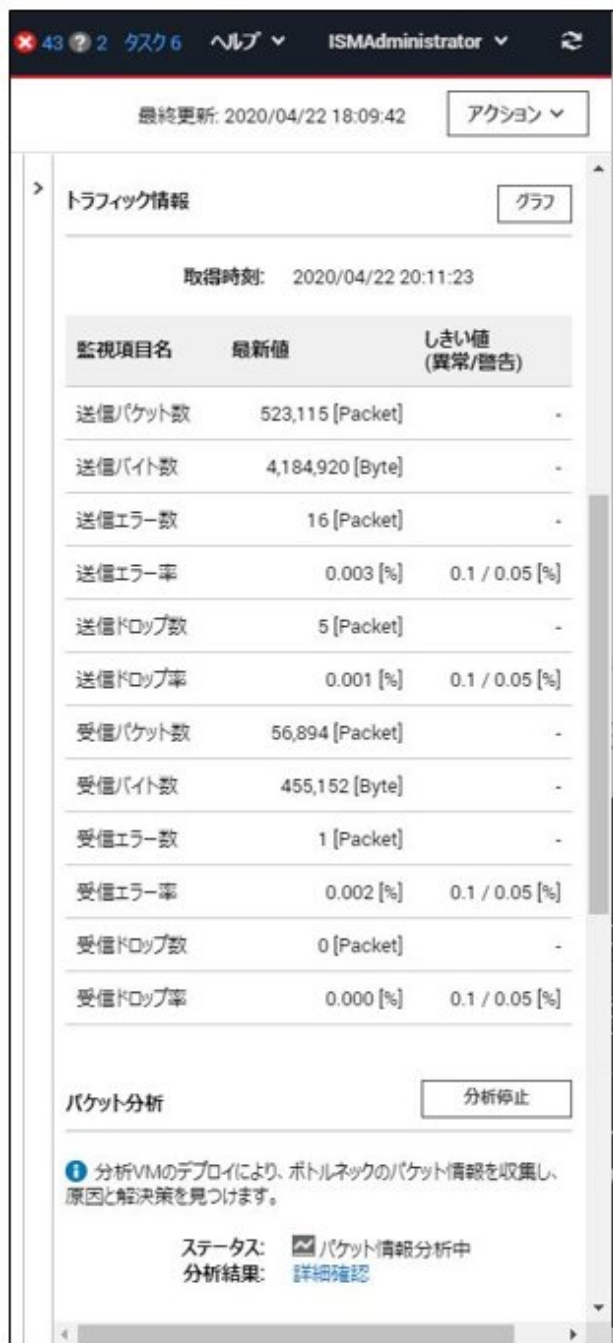 43 2 タスク 6 ヘルプ ISMAdministrator
最終更新: 2020/04/22 18:09:42 アクション
トラフィック情報 グラフ
取得時刻: 2020/04/22 20:11:23
監視項目名 最新値 しきい値
(異常/警告)
送信パケット数 523,115 [Packet] -
送信バイト数 4,184,920 [Byte] -
送信エラー数 16 [Packet] -
送信エラー率 0.003 [%] 0.1 / 0.05 [%]
送信ドロップ数 5 [Packet] -
送信ドロップ率 0.001 [%] 0.1 / 0.05 [%]
受信パケット数 56,894 [Packet] -
受信バイト数 455,152 [Byte] -
受信エラー数 1 [Packet] -
受信エラー率 0.002 [%] 0.1 / 0.05 [%]
受信ドロップ数 0 [Packet] -
受信ドロップ率 0.000 [%] 0.1 / 0.05 [%]
パケット分析 分析停止
分析VMのデプロイにより、ボトルネックのパケット情報を収集し、
原因と解決策を見つけます。
ステータス: パケット情報分析中
分析結果: 詳細確認